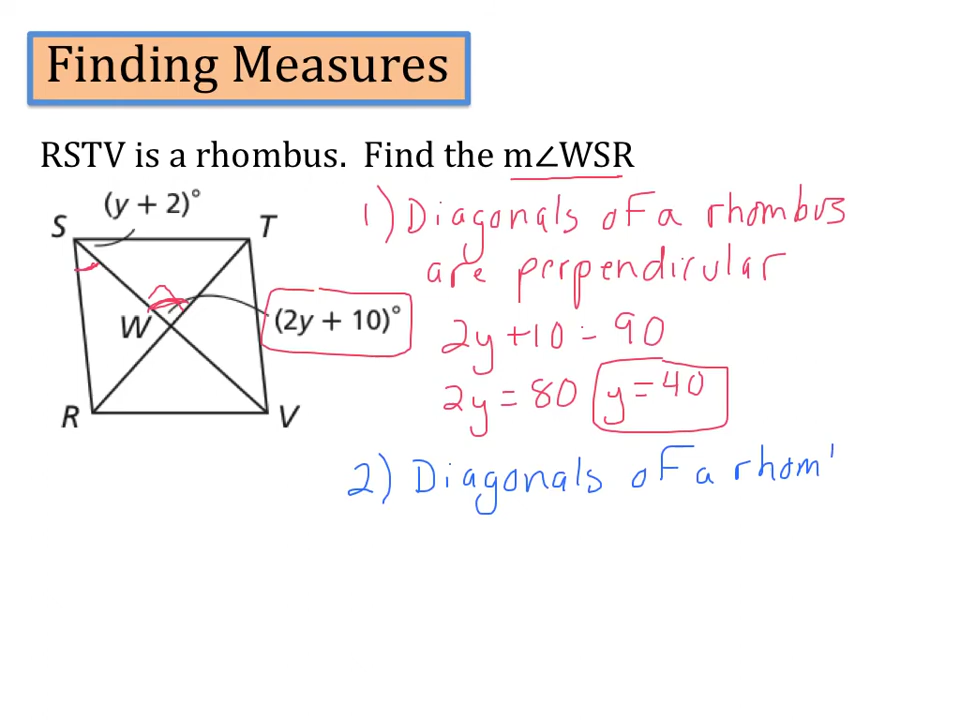 Finding Measures
RSTV is a rhombus. Find the m∠WSR
(y + 2)°
S
T
W
(2y + 10)°
R
V
1) Diagonals of a rhombus
are perpendicular
2y+10 = 90
2y = 80 y = 40
2) Diagonals of a rhom